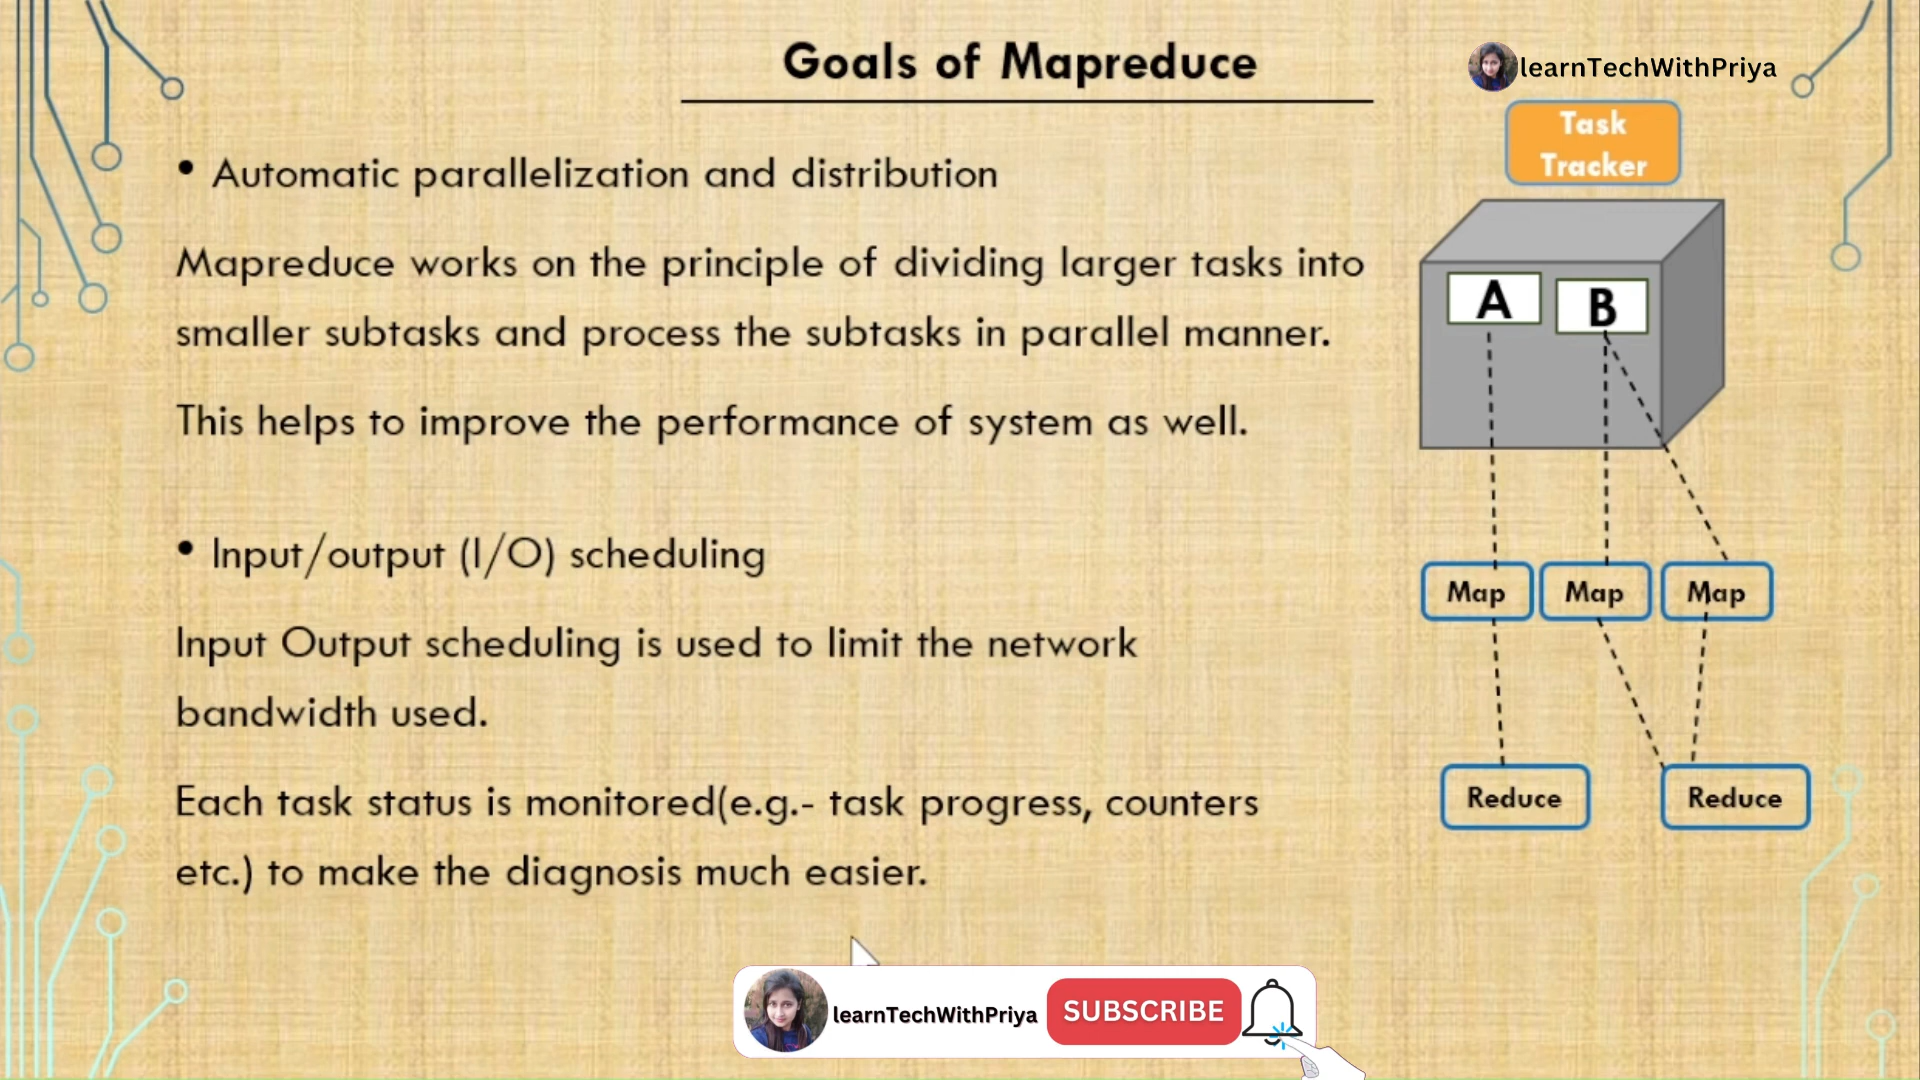 Goals of Mapreduce
learnTechWithPriya
• Automatic parallelization and distribution
Mapreduce works on the principle of dividing larger tasks into
smaller subtasks and process the subtasks in parallel manner.
This helps to improve the performance of system as well.
• Input/output (I/O) scheduling
Input Output scheduling is used to limit the network
bandwidth used.
Each task status is monitored(e.g.- task progress, counters
etc.) to make the diagnosis much easier.
Task
Tracker
A B
Map Map Map
Reduce Reduce
learnTechWithPriya SUBSCRIBE